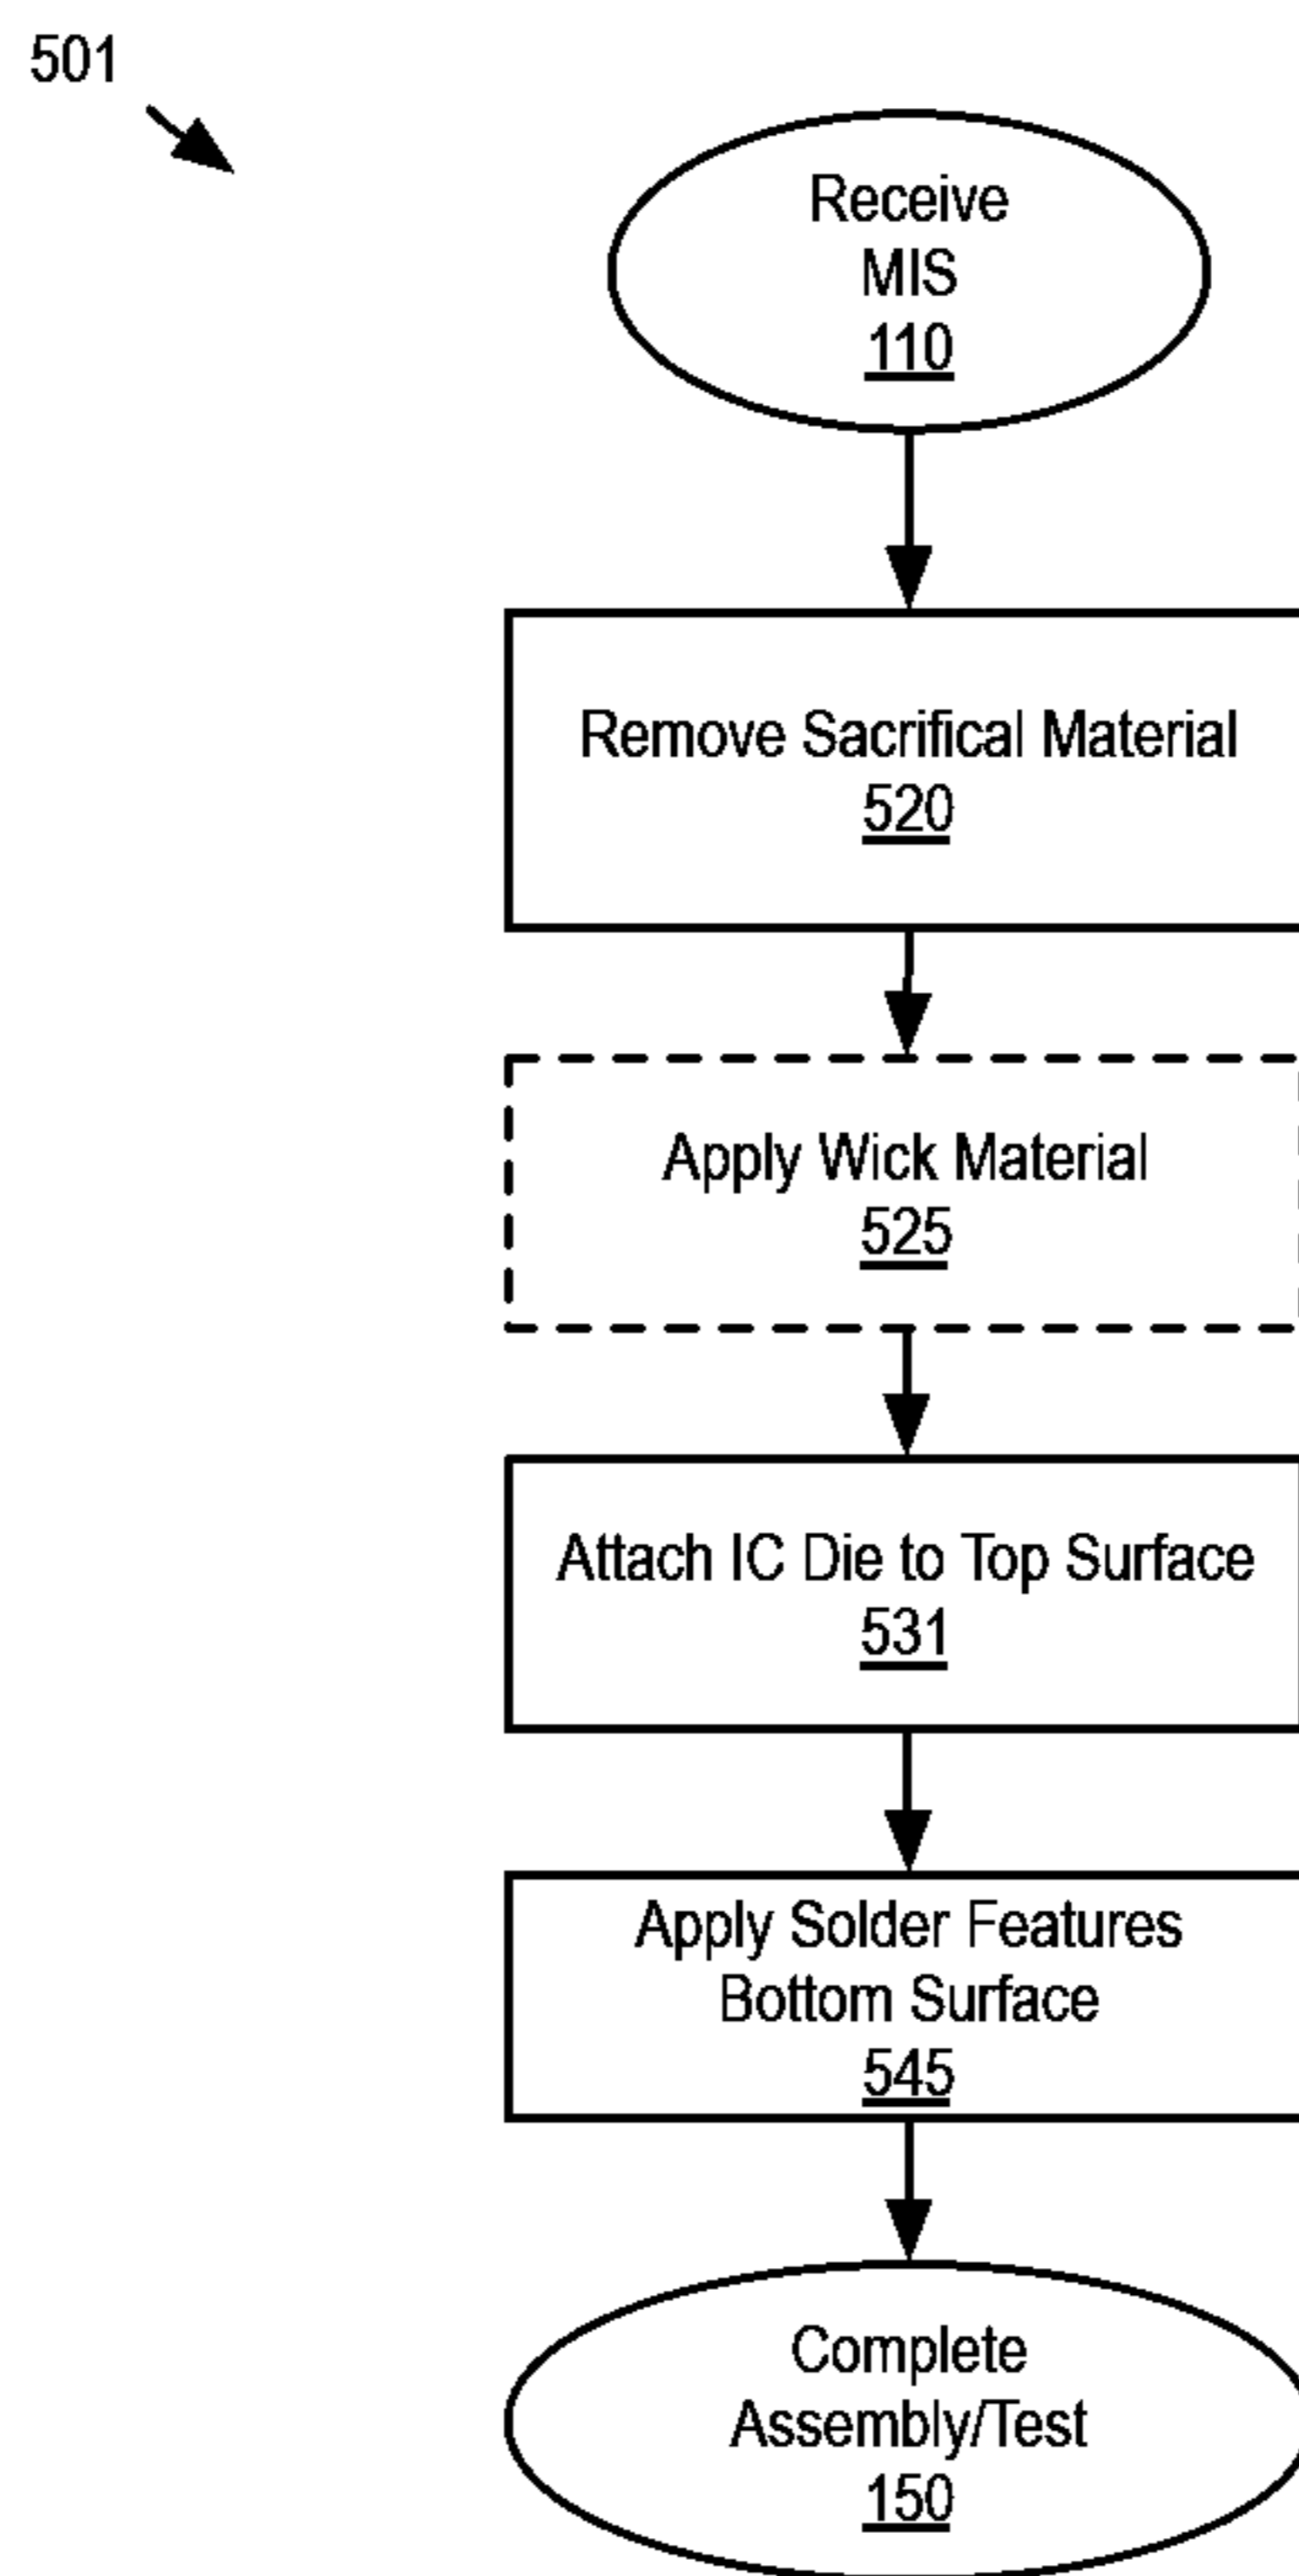 501
Receive
MIS
110
Remove Sacrifical Material
520
Apply Wick Material
525
Attach IC Die to Top Surface
531
Apply Solder Features
Bottom Surface
545
Complete
Assembly/Test
150